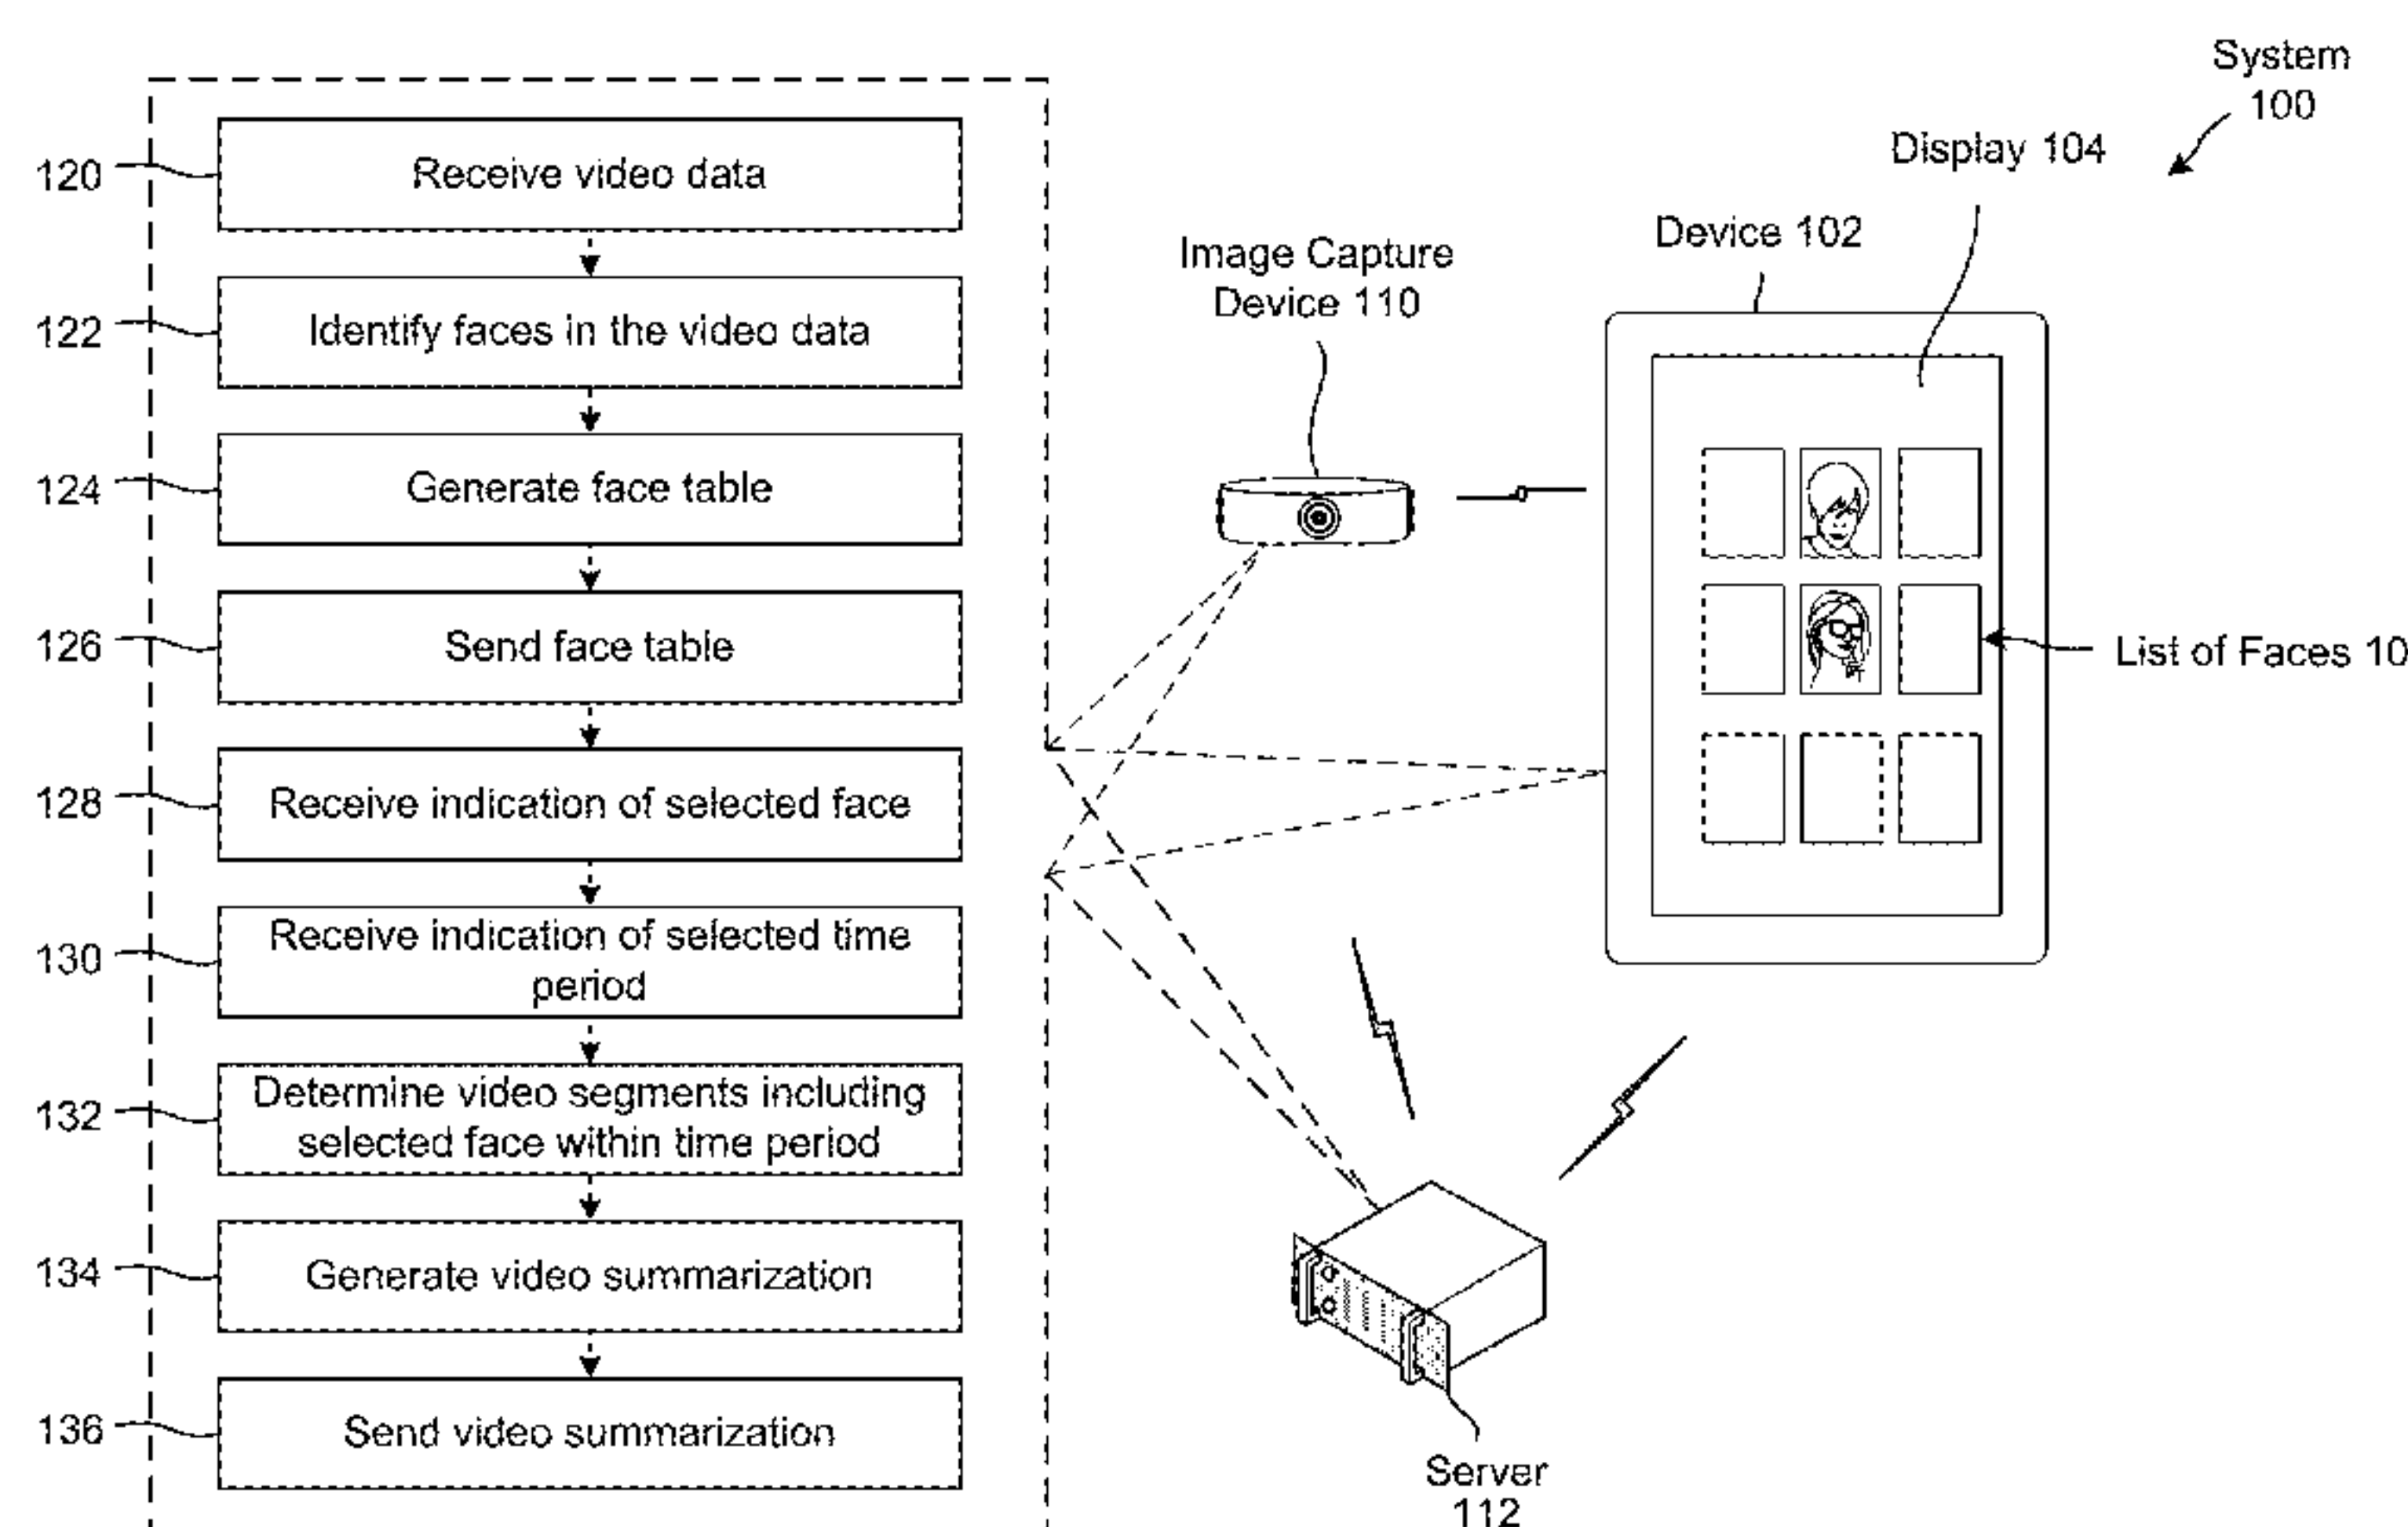 System
100
Display 104
Device 102
Image Capture
Device 110
List of Faces 10
Server
112
120
Receive video data
122
Identify faces in the video data
124
Generate face table
126
Send face table
128
Receive indication of selected face
130
Receive indication of selected time
period
132
Determine video segments including
selected face within time period
134
Generate video summarization
136
Send video summarization